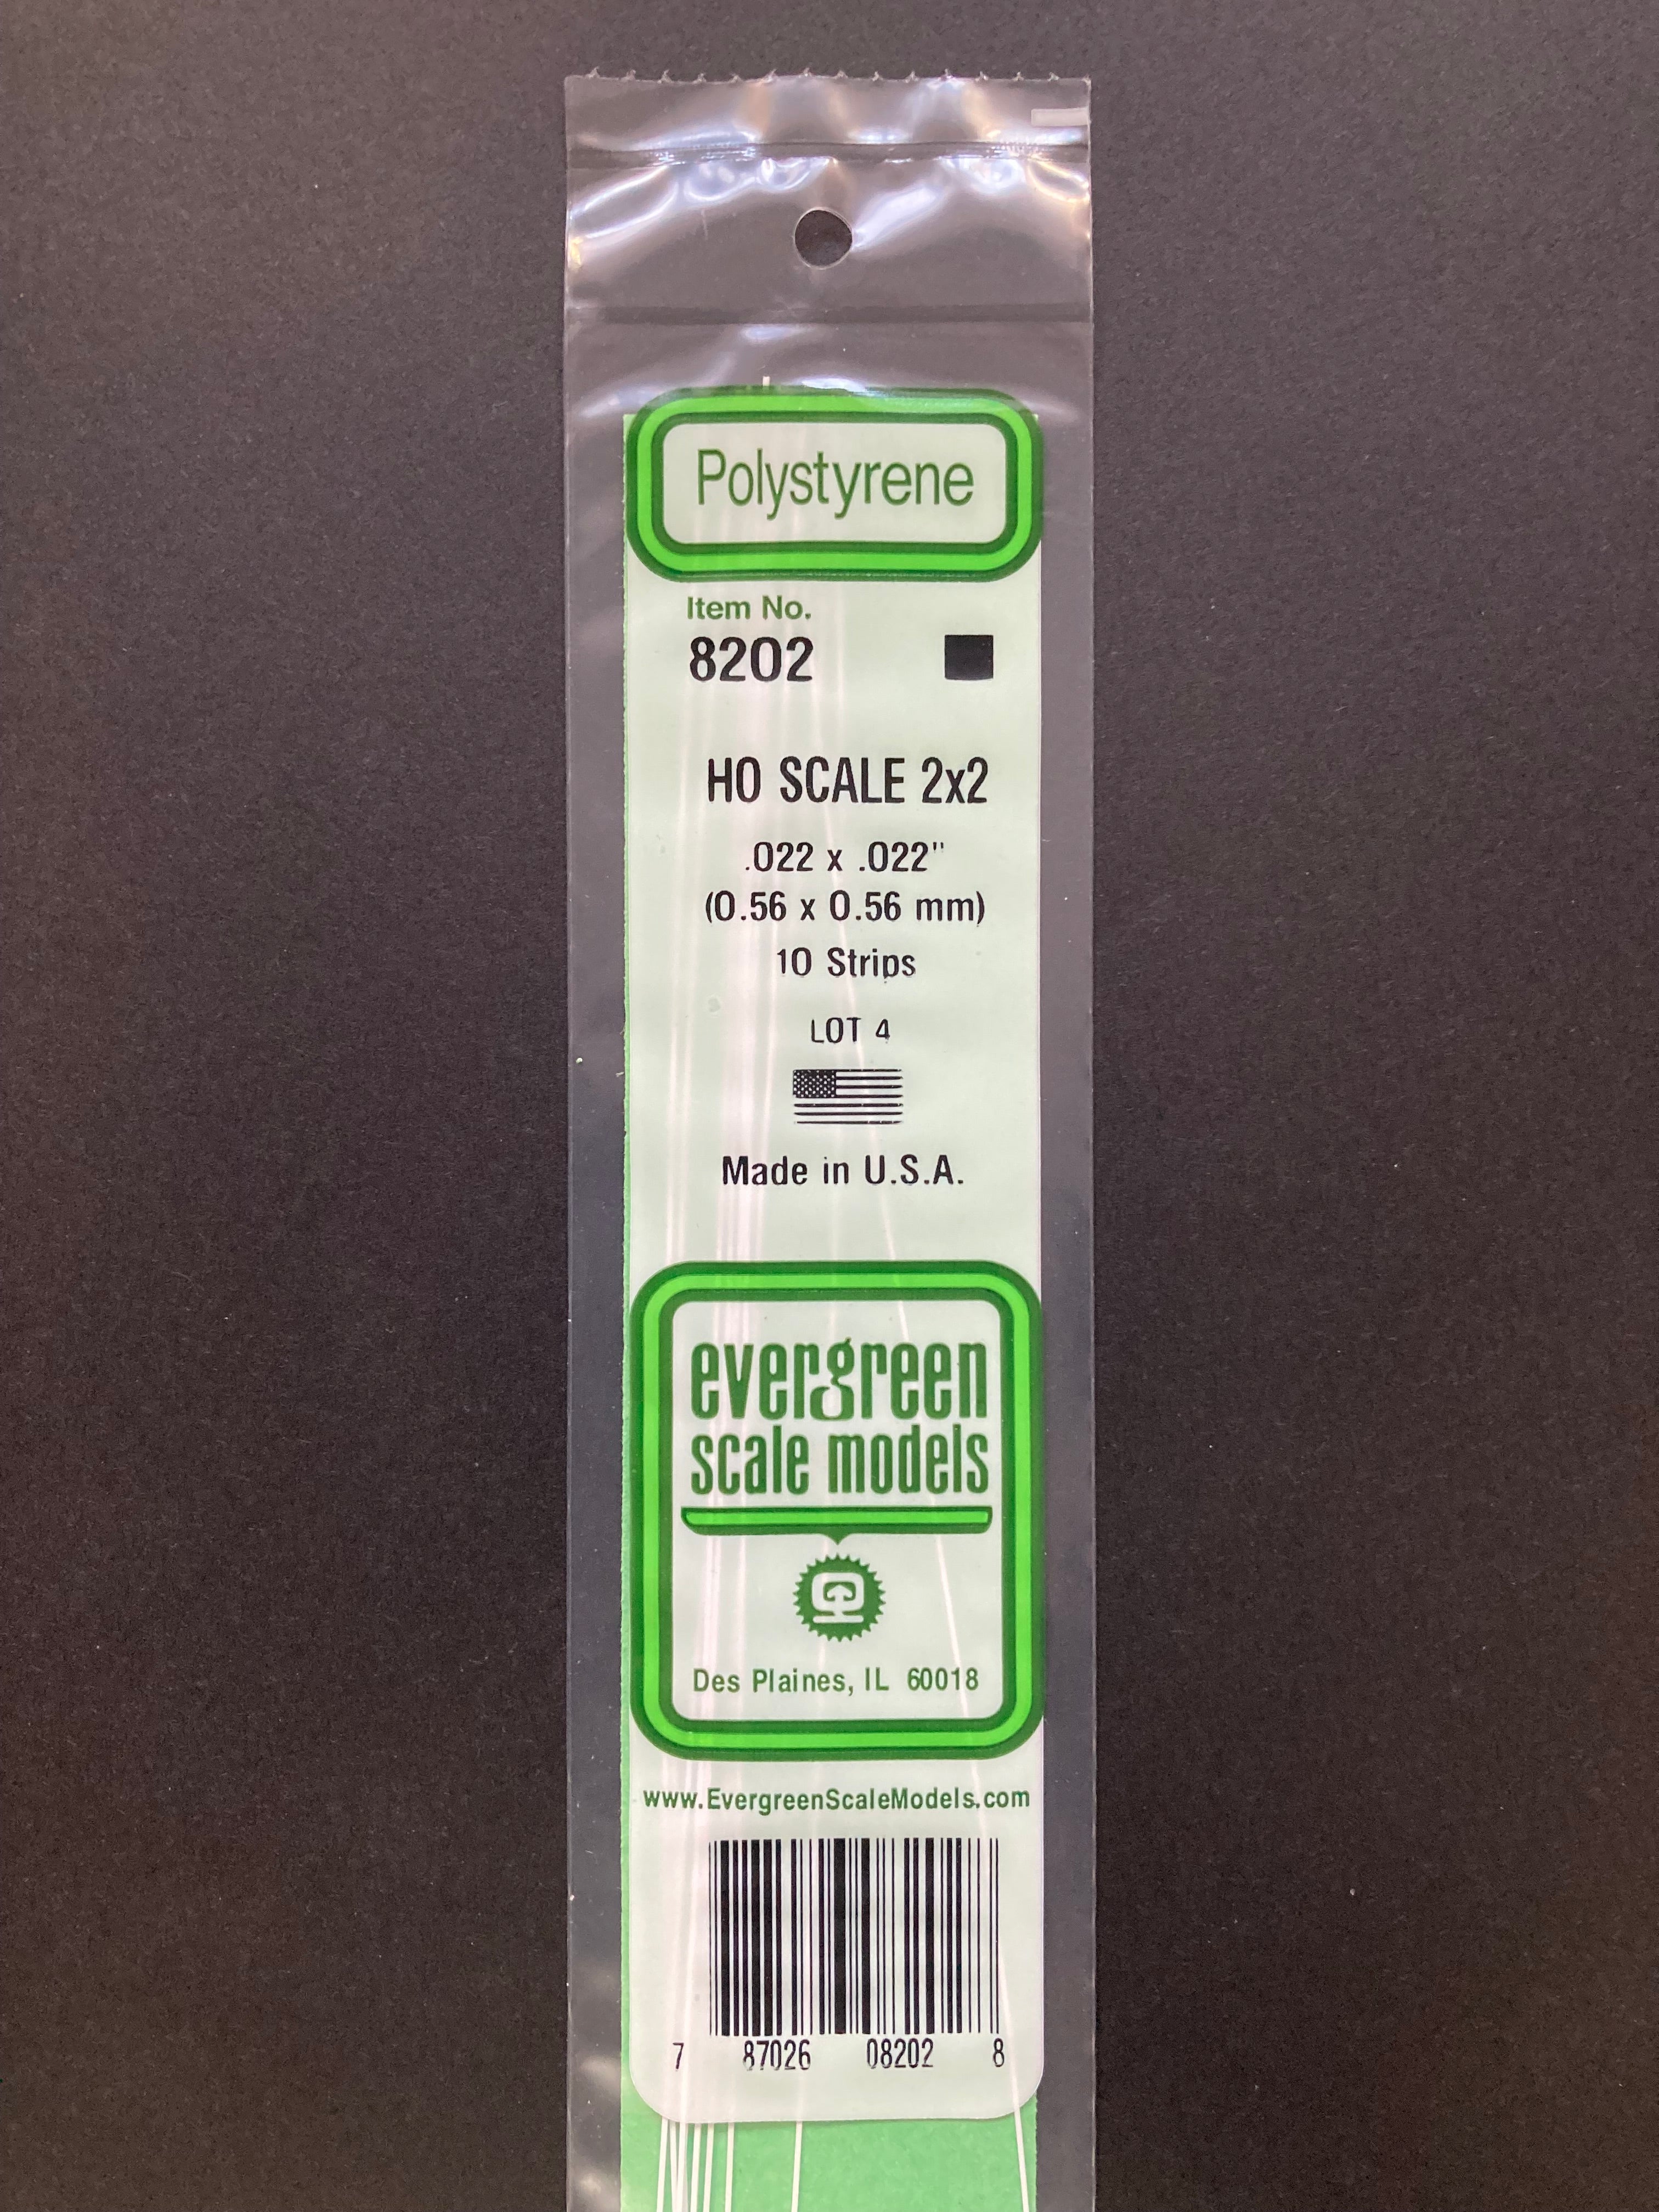 Polystyrene
Item No.
8202
HO SCALE 2x2
.022 x .022"
(0.56 x 0.56 mm)
10 Strips
LOT 4
Made in U.S.A.
evergreen
scale models
Des Plaines, IL 60018
www.EvergreenScaleModels.com
7 87026 08202 8